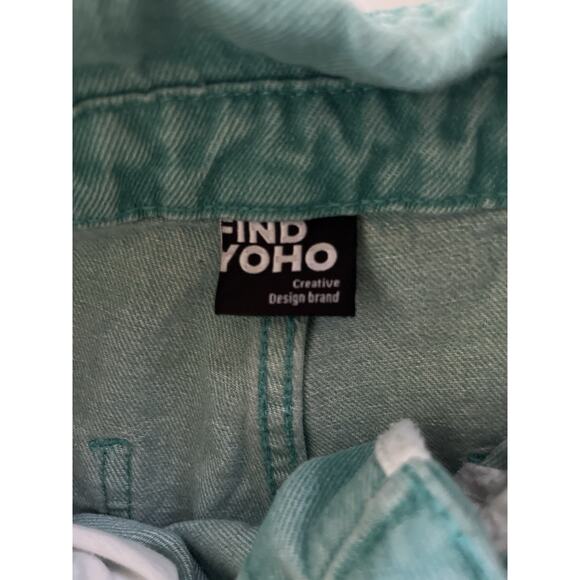 FIND
YOHO
Creative
Design brand